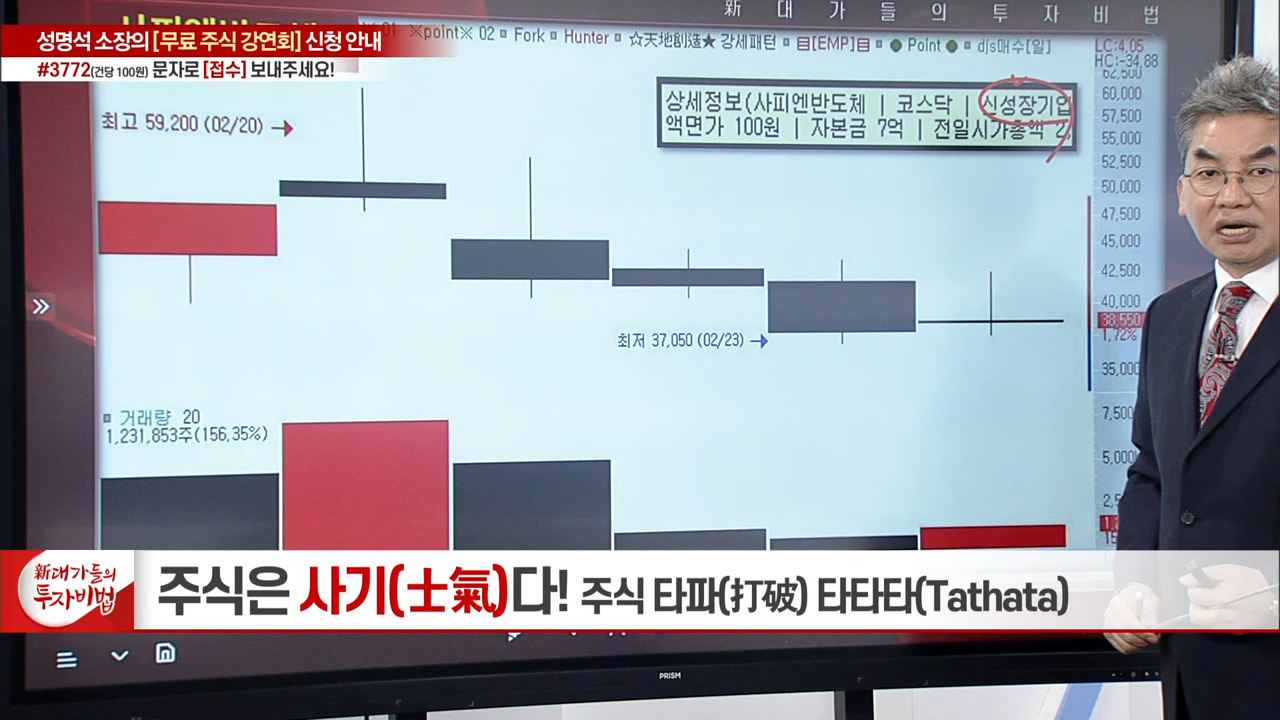 성명석 소장의 [무료 주식 강연회] 신청 안내
#3772(건당 100원) 문자로 [접수] 보내주세요!
新 대 가 들 의 투 자 비 법
01 ※point※ 02 Fork Hunter ☆天地創造★ 강세패턴 目[EMP]目 ● Point ● djs매수[일]
LC:4,05
HC:-34,88
62,500
상세정보(사피엔반도체 | 코스닥 | 신성장기업
액면가 100원 | 자본금 7억 | 전일시가총액
60,000
57,500
55,000
52,500
50,000
47,500
45,000
42,500
40,000
38,550
1,72%
35,000
최고 59,200 (02/20) →
최저 37,050 (02/23) →
거래량 20
1,231,853주(156,35%)
7,500
5,000
新대가들의
투자비법
주식은 사기(士氣)다! 주식 타파(打破) 타타타(Tathata)
PRISM